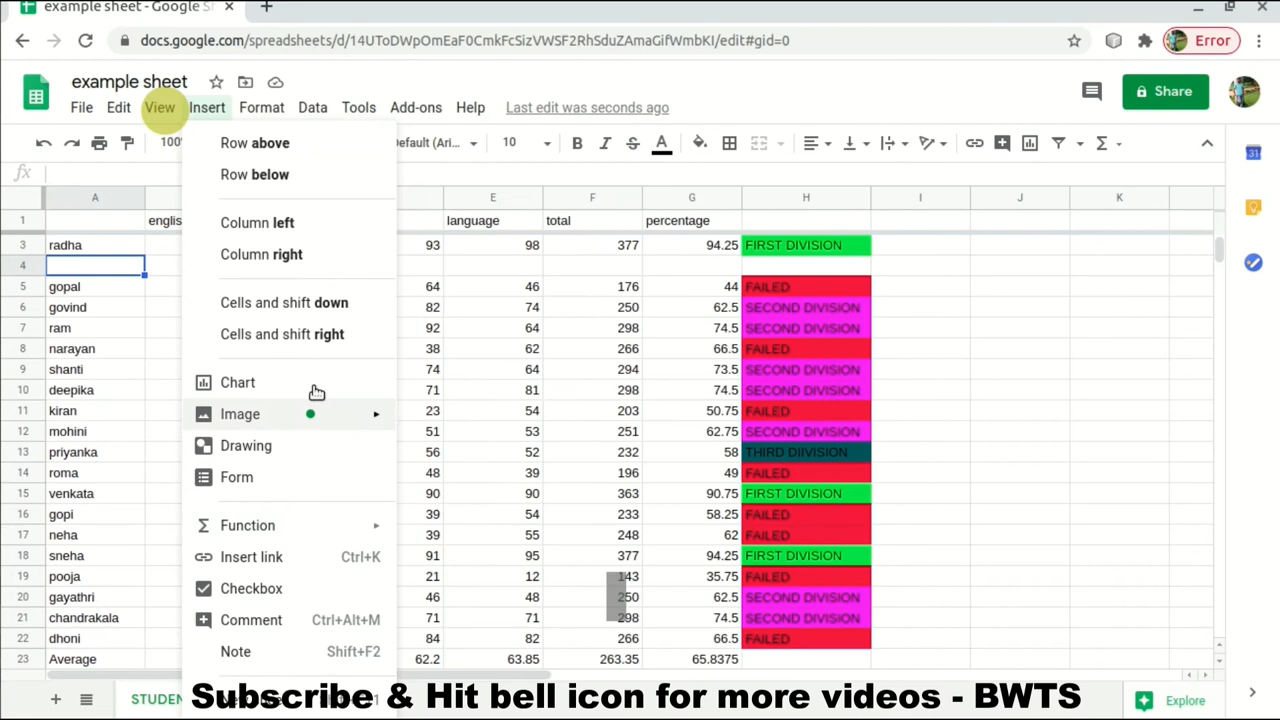 example sheet - Google S
docs.google.com/spreadsheets/d/14UToDWpOmEaF
Error
example sheet
File Edit View Insert Format Data Tools Add-ons Help Last edit was seconds ago
Share
100 Default (Ari... 10
fx
Row above
Row below
Column left
Column right
Cells and shift down
Cells and shift right
Chart
Image
Drawing
Form
Function
Insert link Ctrl+K
Checkbox
Comment Ctrl+Alt+M
Note Shift+F2
A E F G H I J K
1 englis language total percentage
3 radha 93 98 377 94.25 FIRST DIVISION
4
5 gopal 64 46 176 44 FAILED
6 govind 82 74 250 62.5 SECOND DIVISION
7 ram 92 64 298 74.5 SECOND DIVISION
8 narayan 38 62 266 66.5 FAILED
9 shanti 74 64 294 73.5 SECOND DIVISION
10 deepika 71 81 298 74.5 SECOND DIVISION
11 kiran 23 54 203 50.75 FAILED
12 mohini 51 53 251 62.75 SECOND DIVISION
13 priyanka 56 52 232 58 THIRD DIIVISION
14 roma 48 39 196 49 FAILED
15 venkata 90 90 363 90.75 FIRST DIVISION
16 gopi 39 54 233 58.25 FAILED
17 neha 39 55 248 62 FAILED
18 sneha 91 95 377 94.25 FIRST DIVISION
19 pooja 21 12 143 35.75 FAILED
20 gayathri 46 48 250 62.5 SECOND DIVISION
21 chandrakala 71 71 298 74.5 SECOND DIVISION
22 dhoni 84 82 266 66.5 FAILED
23 Average 62.2 63.85 263.35 65.8375
STUDEN
Subscribe & Hit bell icon for more videos - BWTS
Explore
31